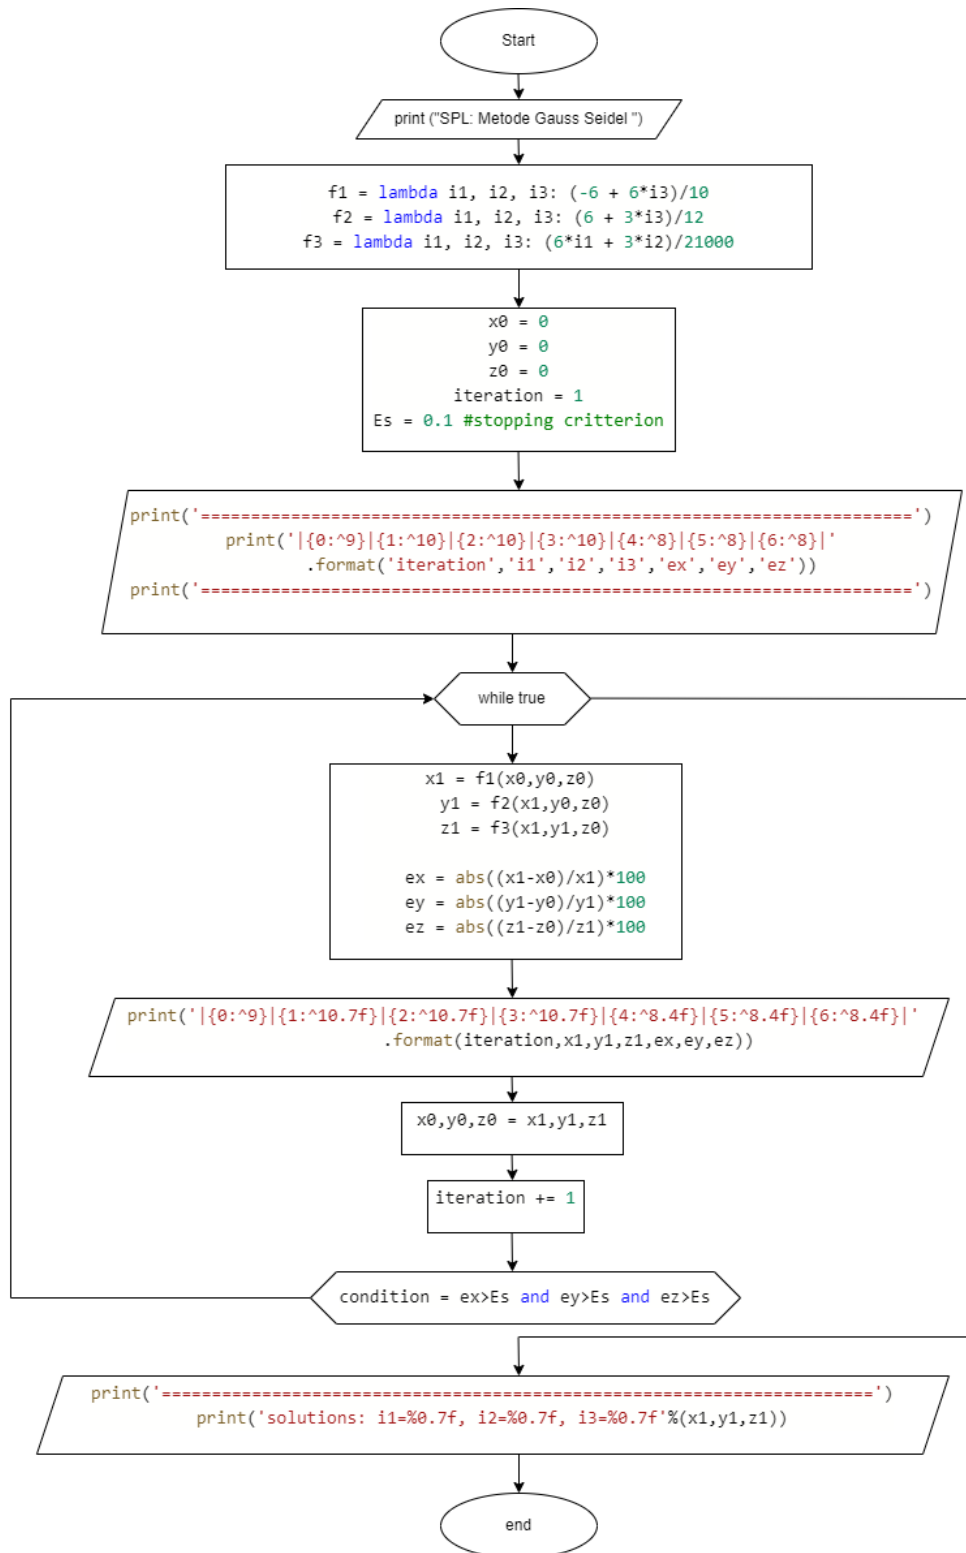 Start
print ("SPL: Metode Gauss Seidel ")
f1 = lambda i1, i2, i3: (-6 + 6*i3)/10
f2 = lambda i1, i2, i3: (6 + 3*i3)/12
f3 = lambda i1, i2, i3: (6*i1 + 3*i2)/21000
x0 = 0
y0 = 0
z0 = 0
iteration = 1
Es = 0.1 #stopping critterion
print('=======================================================================')
print('|{0:^9}|{1:^10}|{2:^10}|{3:^10}|{4:^8}|{5:^8}|{6:^8}|'
.format('iteration','i1','i2','i3','ex','ey','ez'))
print('=======================================================================')
while true
x1 = f1(x0,y0,z0)
y1 = f2(x1,y0,z0)
z1 = f3(x1,y1,z0)
ex = abs((x1-x0)/x1)*100
ey = abs((y1-y0)/y1)*100
ez = abs((z1-z0)/z1)*100
print('|{0:^9}|{1:^10.7f}|{2:^10.7f}|{3:^10.7f}|{4:^8.4f}|{5:^8.4f}|{6:^8.4f}|'
.format(iteration,x1,y1,z1,ex,ey,ez))
x0,y0,z0 = x1,y1,z1
iteration += 1
condition = ex>Es and ey>Es and ez>Es
print('=======================================================================')
print('solutions: i1=%0.7f, i2=%0.7f, i3=%0.7f'%(x1,y1,z1))
end